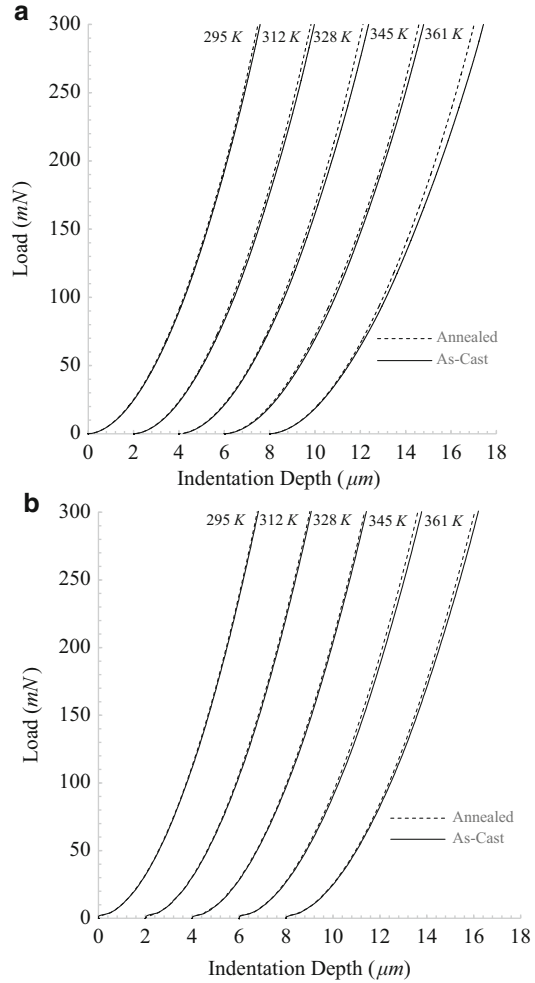 a
300
250
200
150
100
50
0
Load (mN)
295 K 312 K 328 K 345 K 361 K
Annealed
As-Cast
0 2 4 6 8 10 12 14 16 18
Indentation Depth (μm)
b
300
250
200
150
100
50
0
Load (mN)
295 K 312 K 328 K 345 K 361 K
Annealed
As-Cast
0 2 4 6 8 10 12 14 16 18
Indentation Depth (μm)